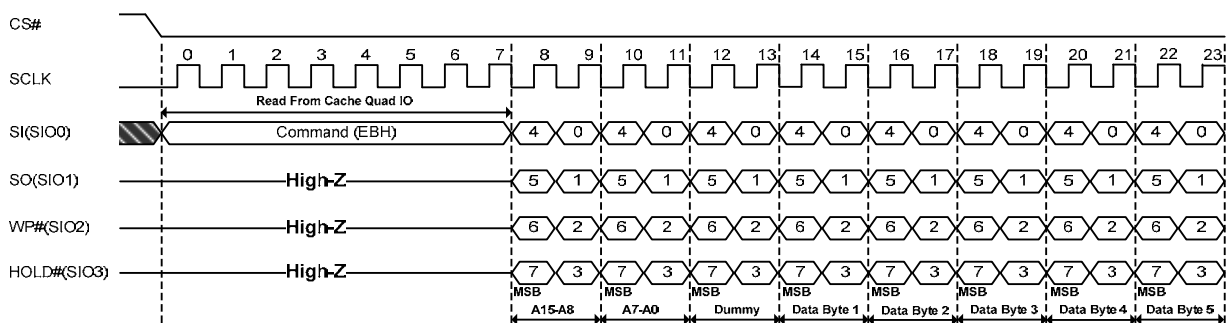 CS#
0 1 2 3 4 5 6 7 8 9 10 11 12 13 14 15 16 17 18 19 20 21 22 23
SCLK
Read From Cache Quad IO
SI(SIO0) Command (EBH) 4 0 4 0 4 0 4 0 4 0 4 0 4 0 4 0
SO(SIO1) High-Z 5 1 5 1 5 1 5 1 5 1 5 1 5 1 5 1
WP#(SIO2) High-Z 6 2 6 2 6 2 6 2 6 2 6 2 6 2 6 2
HOLD#(SIO3) High-Z 7 3 7 3 7 3 7 3 7 3 7 3 7 3 7 3
MSB MSB MSB MSB MSB MSB MSB MSB
A15-A8 A7-A0 Dummy Data Byte 1 Data Byte 2 Data Byte 3 Data Byte 4 Data Byte 5